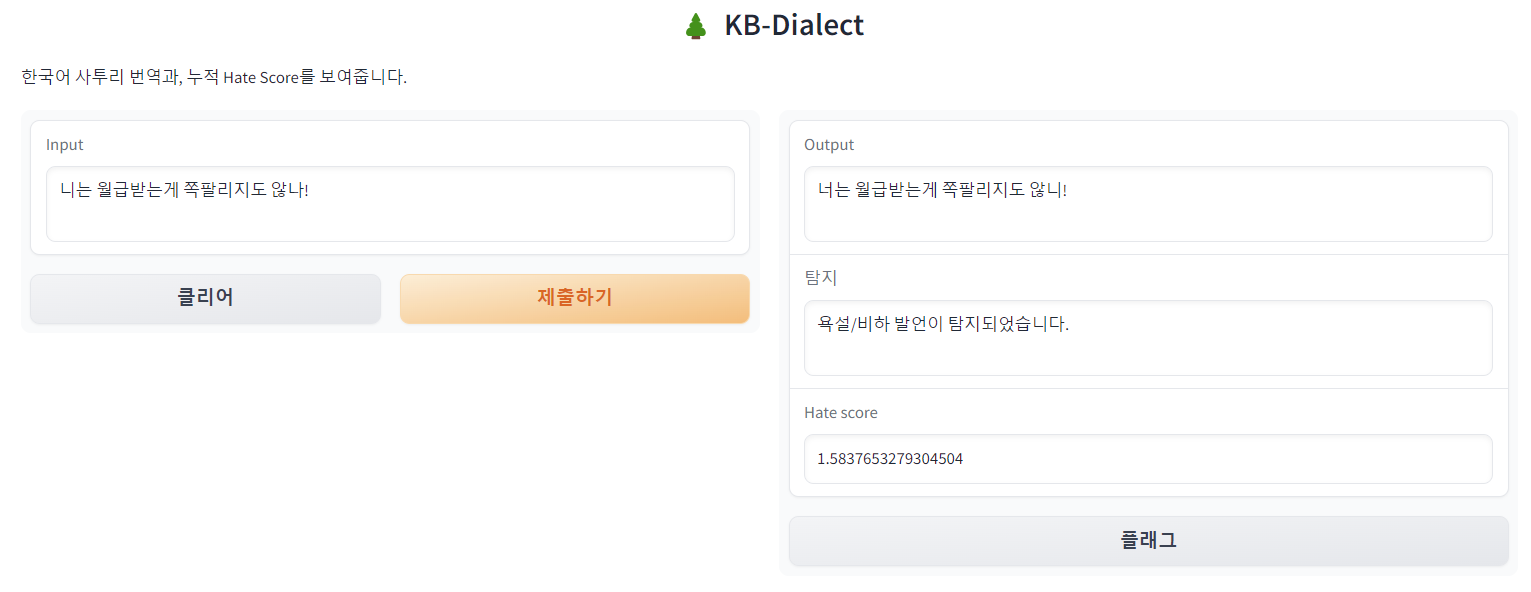 🌲 KB-Dialect
한국어 사투리 번역과, 누적 Hate Score를 보여줍니다.
Input
니는 월급받는게 쪽팔리지도 않나!
클리어
제출하기
Output
너는 월급받는게 쪽팔리지도 않니!
탐지
욕설/비하 발언이 탐지되었습니다.
Hate score
1.5837653279304504
플래그